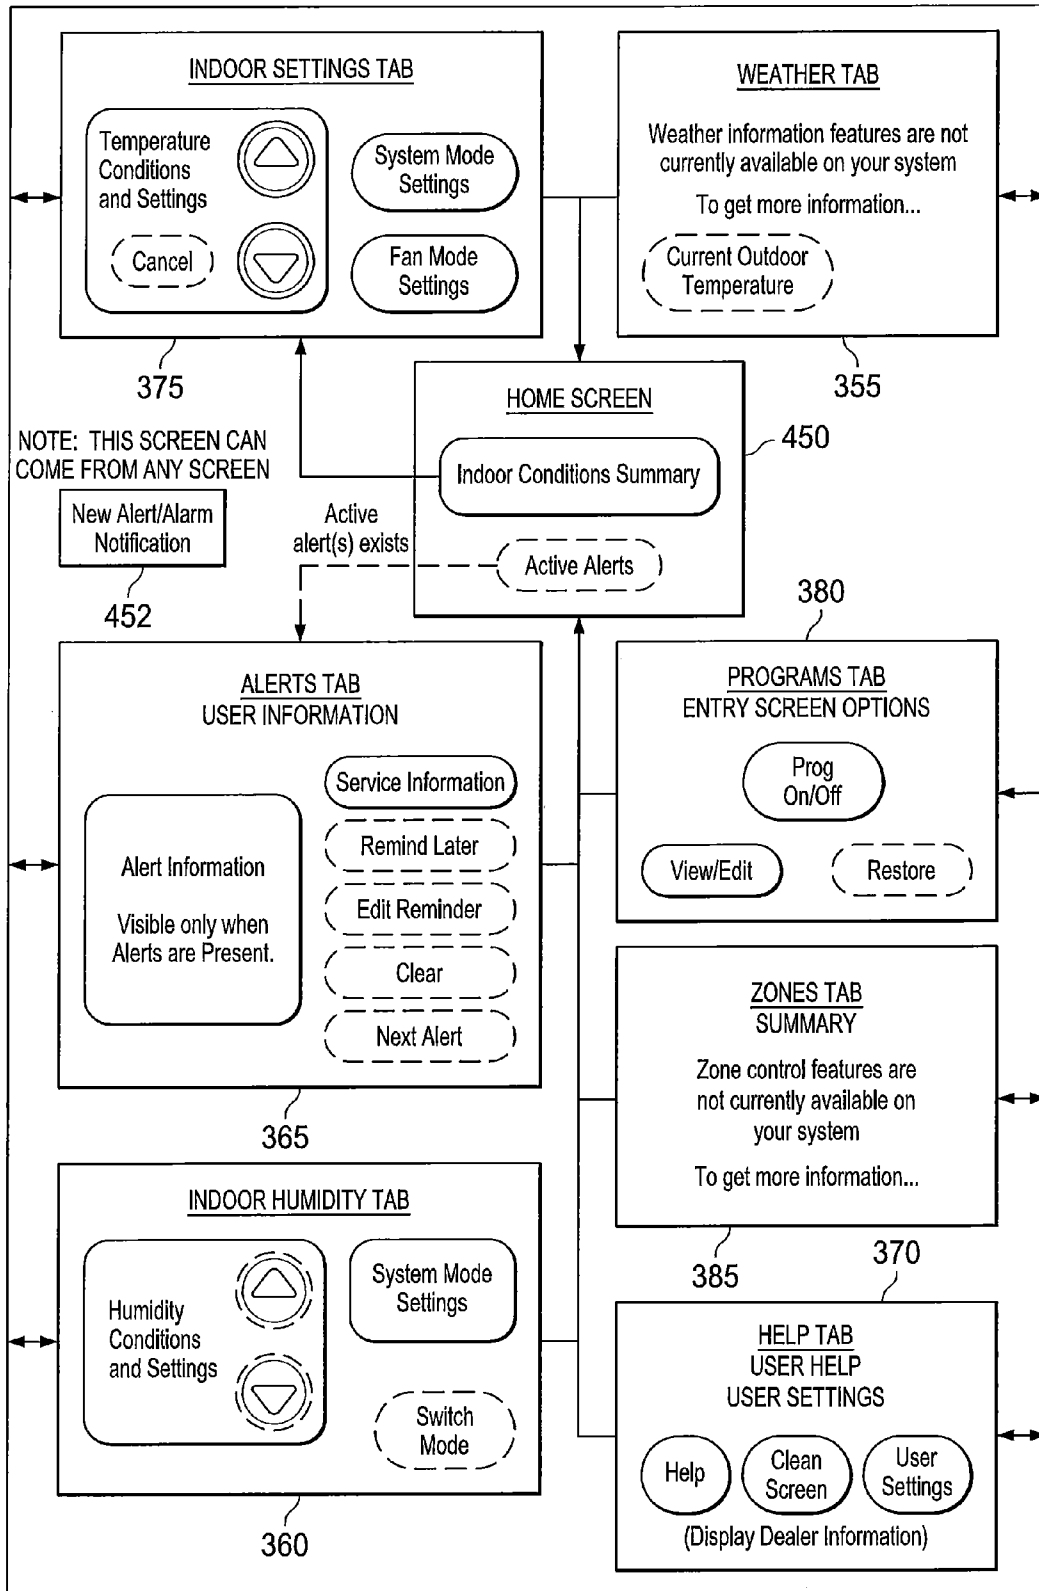 INDOOR SETTINGS TAB
Temperature
Conditions
and Settings
Cancel
System Mode
Settings
Fan Mode
Settings
375
WEATHER TAB
Weather information features are not
currently available on your system
To get more information...
Current Outdoor
Temperature
355
HOME SCREEN
Indoor Conditions Summary
Active Alerts
450
NOTE: THIS SCREEN CAN
COME FROM ANY SCREEN
New Alert/Alarm
Notification
452
Active
alert(s) exists
ALERTS TAB
USER INFORMATION
Alert Information
Visible only when
Alerts are Present.
Service Information
Remind Later
Edit Reminder
Clear
Next Alert
365
380
PROGRAMS TAB
ENTRY SCREEN OPTIONS
Prog
On/Off
View/Edit
Restore
ZONES TAB
SUMMARY
Zone control features are
not currently available on
your system
To get more information...
385
INDOOR HUMIDITY TAB
Humidity
Conditions
and Settings
System Mode
Settings
Switch
Mode
360
370
HELP TAB
USER HELP
USER SETTINGS
Help
Clean
Screen
User
Settings
(Display Dealer Information)